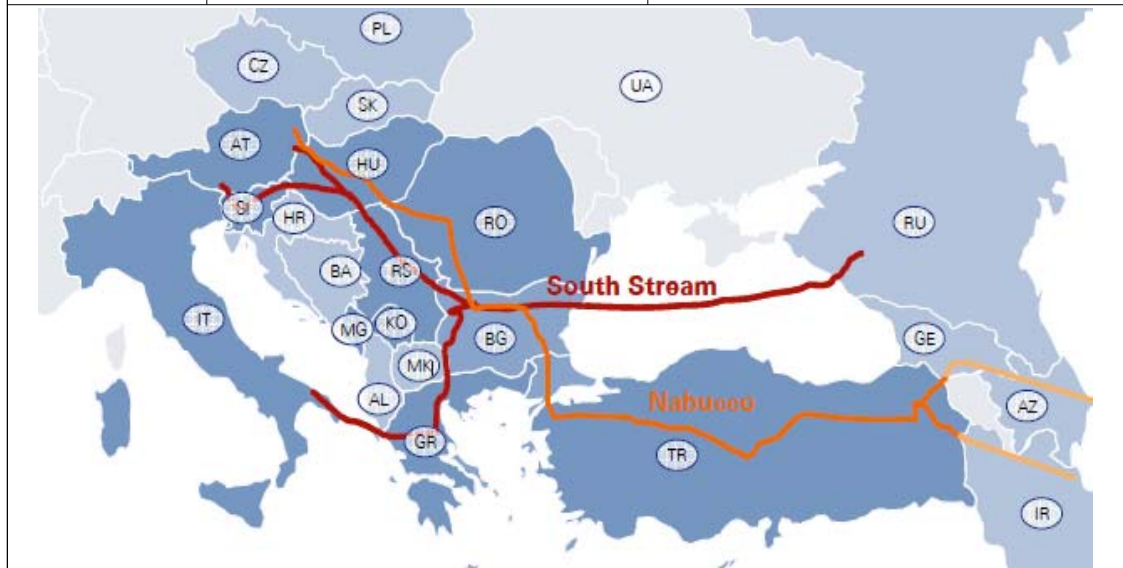 PL
CZ
UA
SK
AT
HU
SI
HR
RO
RU
BA
RS
South Stream
IT
MG
KO
BG
GE
MK
AL
Nabucco
AZ
GR
TR
IR